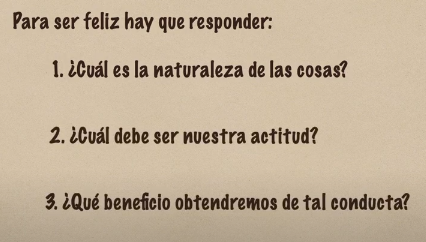 Para ser feliz hay que responder:
1. ¿Cuál es la naturaleza de las cosas?
2. ¿Cuál debe ser nuestra actitud?
3. ¿Qué beneficio obtendremos de tal conducta?